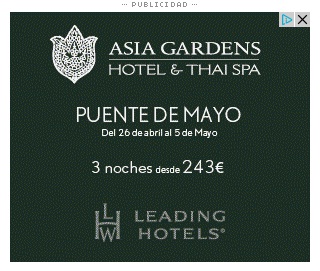 PUBLICIDAD
ASIA GARDENS
HOTEL & THAI SPA
PUENTE DE MAYO
Del 26 de abril al 5 de Mayo
3 noches desde 243€
LHW LEADING
HOTELS®